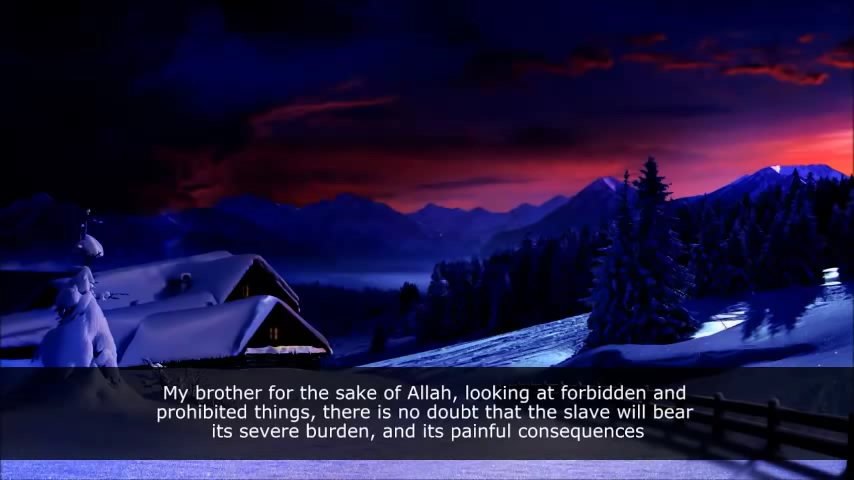 My brother for the sake of Allah, looking at forbidden and
prohibited things, there is no doubt that the slave will bear
its severe burden, and its painful consequences